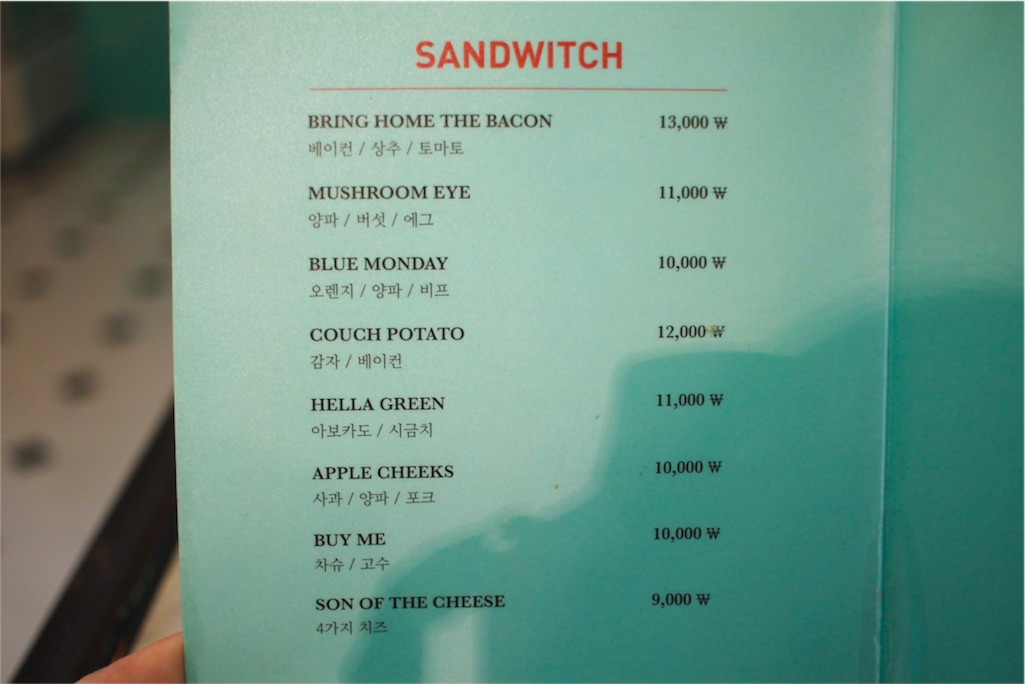 SANDWITCH
BRING HOME THE BACON 13,000 ₩
베이컨 / 상추 / 토마토
MUSHROOM EYE 11,000 ₩
양파 / 버섯 / 에그
BLUE MONDAY 10,000 ₩
오렌지 / 양파 / 비프
COUCH POTATO 12,000 ₩
감자 / 베이컨
HELLA GREEN 11,000 ₩
아보카도 / 시금치
APPLE CHEEKS 10,000 ₩
사과 / 양파 / 포크
BUY ME 10,000 ₩
차슈 / 고수
SON OF THE CHEESE 9,000 ₩
4가지 치즈